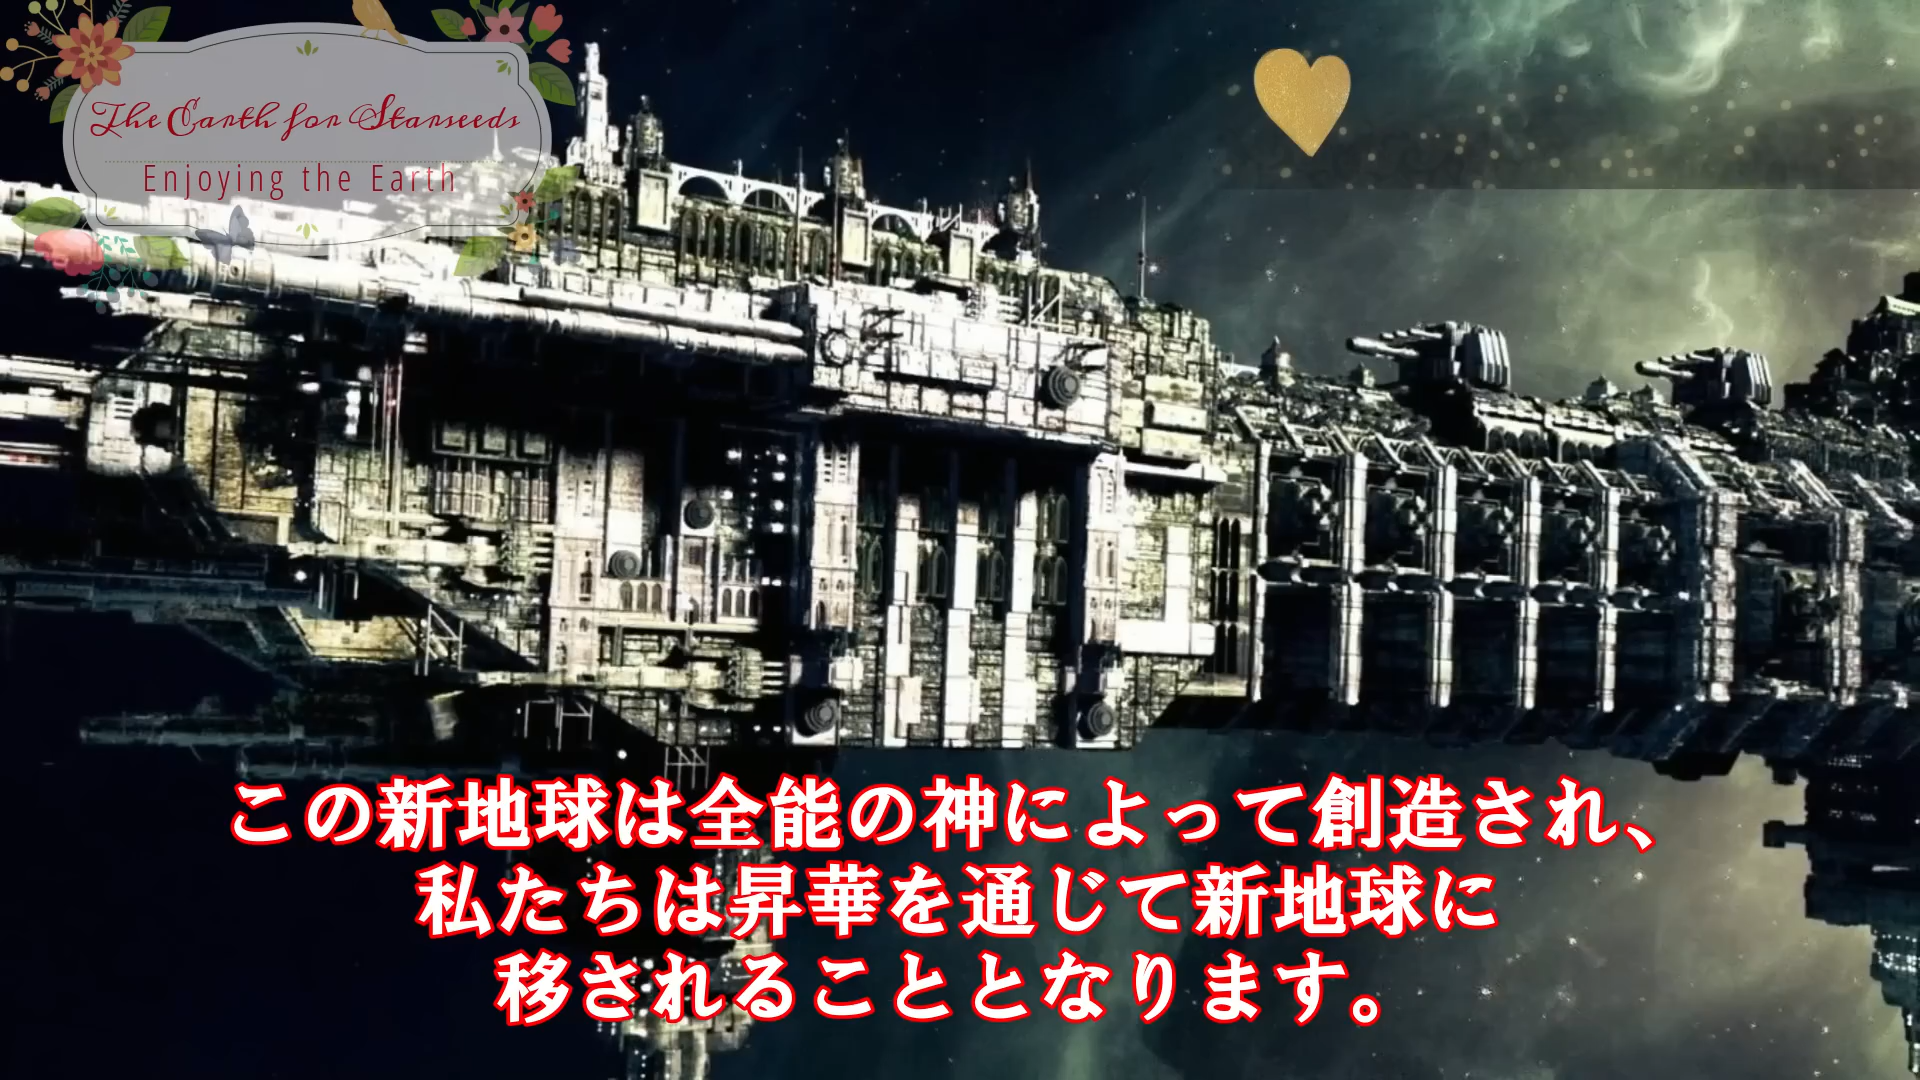 The Earth for Starseeds
Enjoying the Earth
この新地球は全能の神によって創造され、
私たちは昇華を通じて新地球に
移されることとなります。